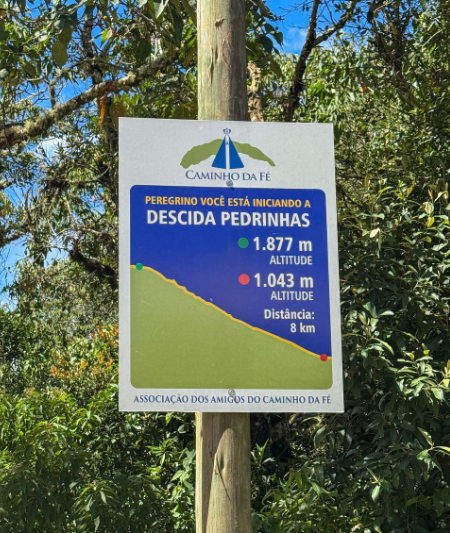 CAMINHO DA FÉ
PEREGRINO VOCÊ ESTÁ INICIANDO A
DESCIDA PEDRINHAS
1.877 m
ALTITUDE
1.043 m
ALTITUDE
Distância:
8 km
ASSOCIAÇÃO DOS AMIGOS DO CAMINHO DA FÉ